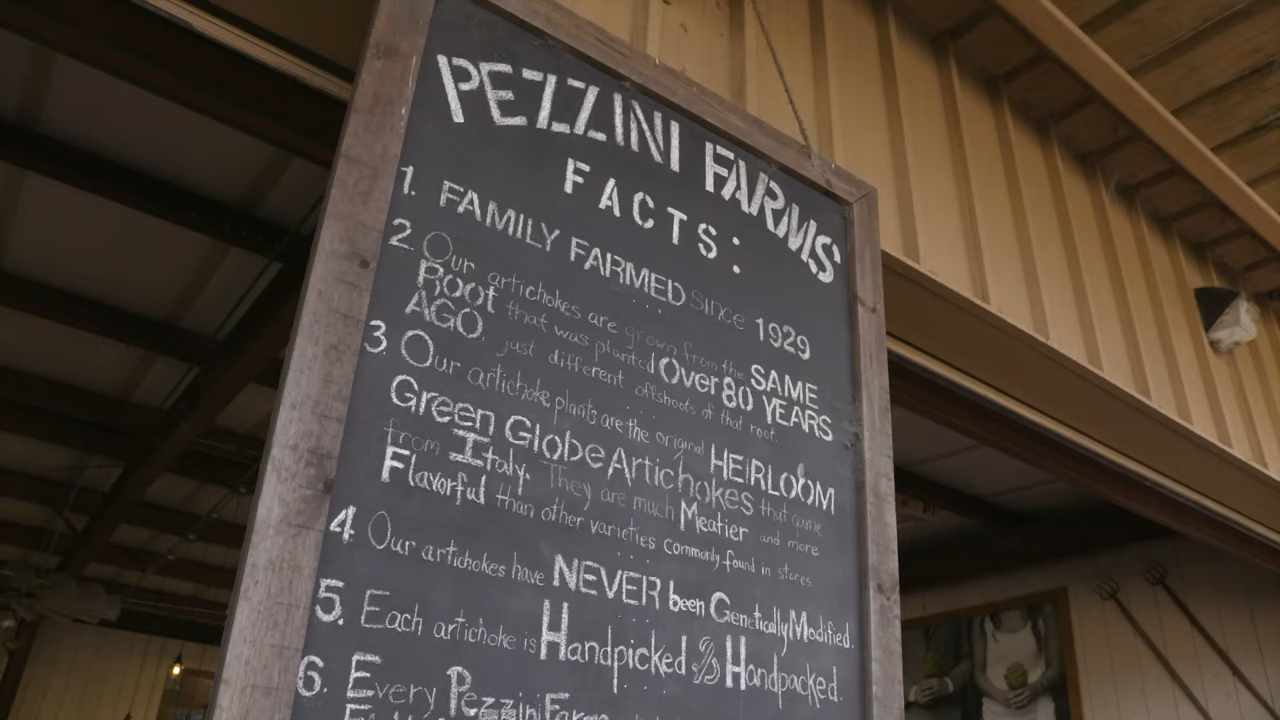 PEZZINI FARMS
FACTS:
1. FAMILY FARMED since 1929
2 Our artichokes are grown from the SAME
Root that was planted Over 80 YEARS
AGO, just different offshoots of that root.
3. Our artichoke plants are the original HEIRLOOM
Green Globe Artichokes that came
from Italy. They are much Meatier and more
Flavorful than other varieties commonly found in stores.
4 Our artichokes have NEVER been Genetically Modified.
5. Each artichoke is Handpicked & Handpacked.
6. Every Pezzini Farms